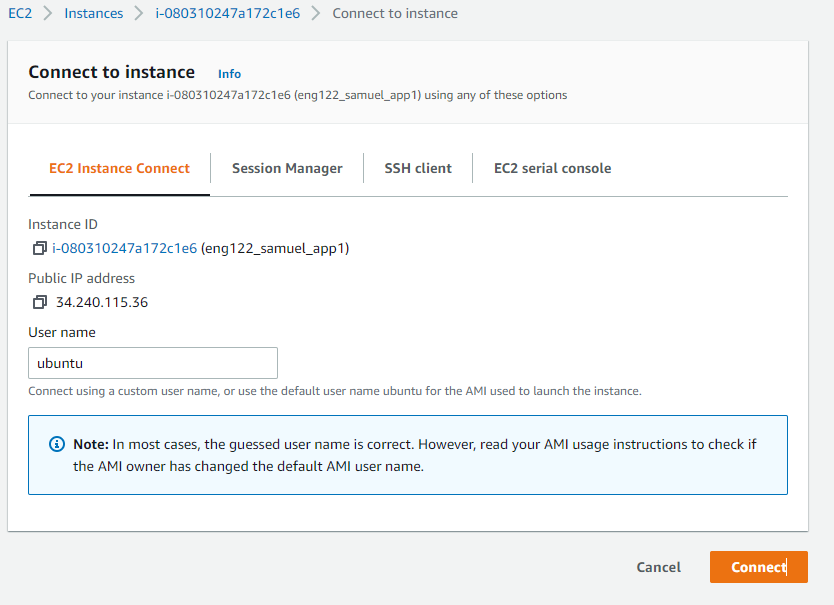 EC2 > Instances > i-080310247a172c1e6 > Connect to instance
Connect to instance Info
Connect to your instance i-080310247a172c1e6 (eng122_samuel_app1) using any of these options
EC2 Instance Connect Session Manager SSH client EC2 serial console
Instance ID
i-080310247a172c1e6 (eng122_samuel_app1)
Public IP address
34.240.115.36
User name
ubuntu
Connect using a custom user name, or use the default user name ubuntu for the AMI used to launch the instance.
Note: In most cases, the guessed user name is correct. However, read your AMI usage instructions to check if
the AMI owner has changed the default AMI user name.
Cancel Connect